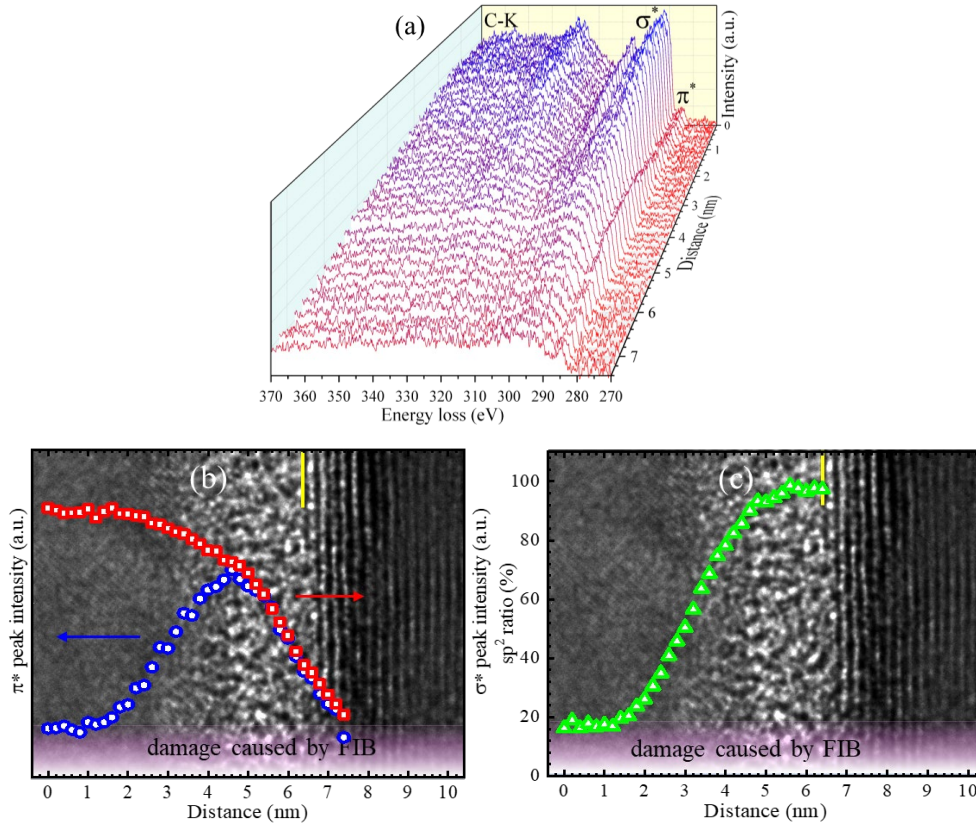 (a)
C-K
σ*
π*
Intensity (a.u.)
0
1
2
3
4
5
6
7
Distance (nm)
370 360 350 340 330 320 310 300 290 280 270
Energy loss (eV)
(b)
π* peak intensity (a.u.)
σ* peak intensity (a.u.)
damage caused by FIB
0 1 2 3 4 5 6 7 8 9 10
Distance (nm)
(c)
sp² ratio (%)
100
80
60
40
20
0
damage caused by FIB
0 1 2 3 4 5 6 7 8 9 10
Distance (nm)